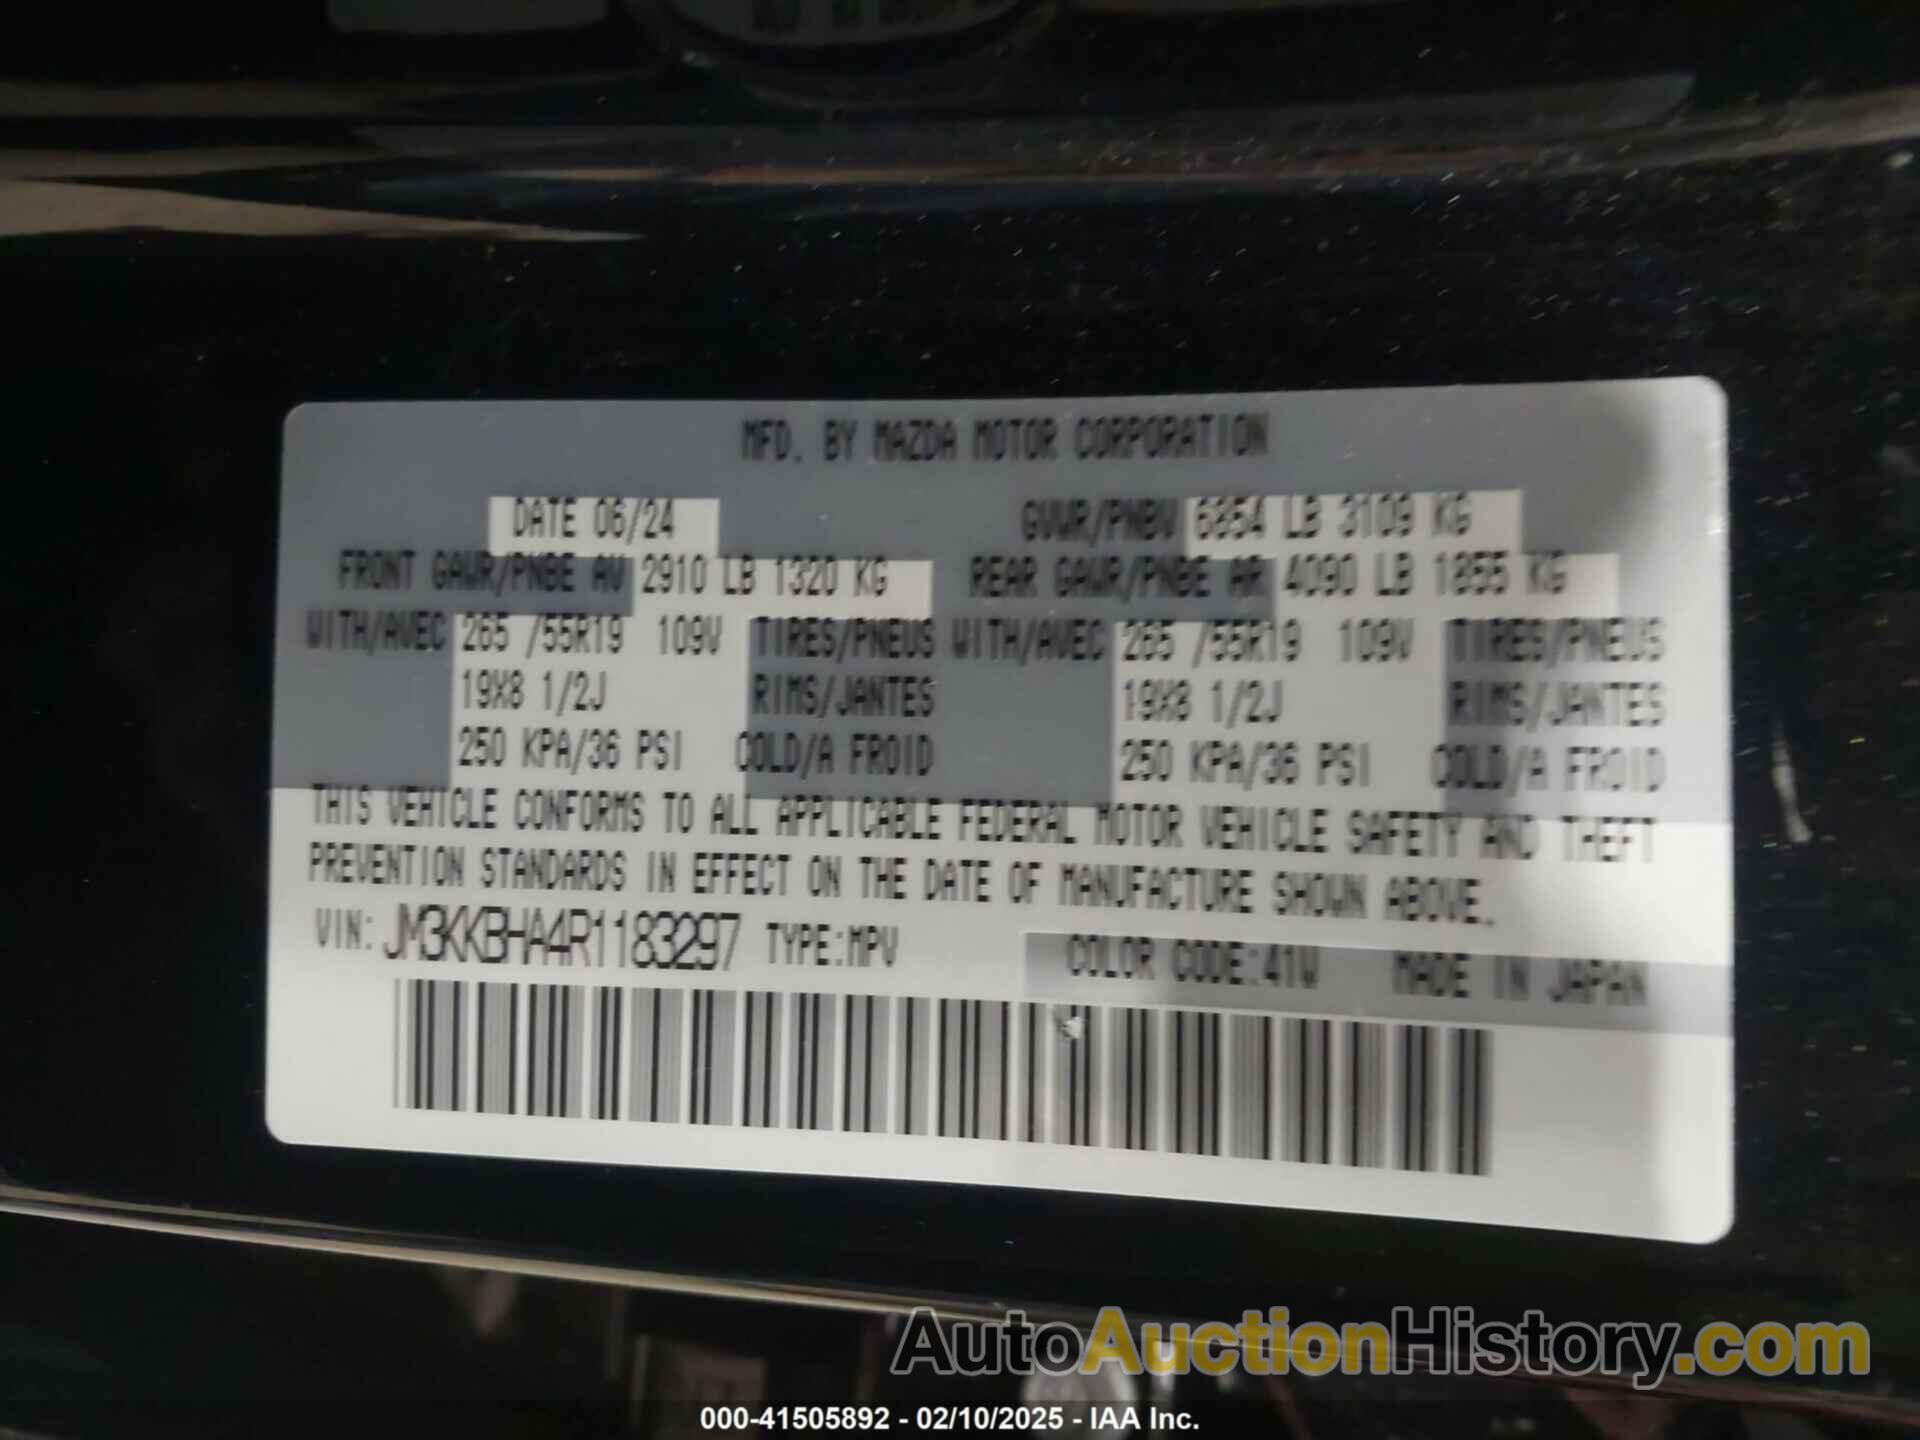 MFD. BY MAZDA MOTOR CORPORATION
DATE 06/24 GVWR/PNBV 6854 LB 3109 KG
FRONT GAWR/PNBE AV 2910 LB 1320 KG REAR GAWR/PNBE AR 4090 LB 1855 KG
WITH/AVEC 265 /55R19 109V TIRES/PNEUS WITH/AVEC 265 /55R19 109V TIRES/PNEUS
19X8 1/2J RIMS/JANTES 19X8 1/2J RIMS/JANTES
250 KPA/36 PSI COLD/A FROID 250 KPA/36 PSI COLD/A FROID
THIS VEHICLE CONFORMS TO ALL APPLICABLE FEDERAL MOTOR VEHICLE SAFETY AND THEFT
PREVENTION STANDARDS IN EFFECT ON THE DATE OF MANUFACTURE SHOWN ABOVE.
VIN: JM3KKBHA4R1183297 TYPE:MPV COLOR CODE:41W MADE IN JAPAN
AutoAuctionHistory.com
000-41505892 - 02/10/2025 - IAA Inc.